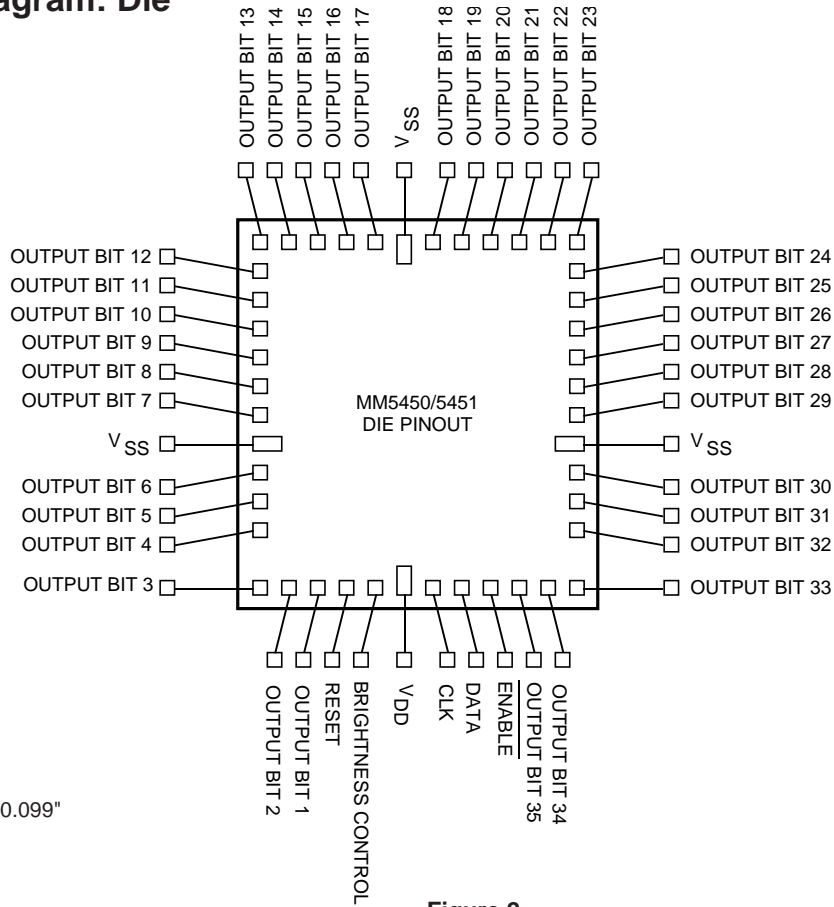 agram: Die
OUTPUT BIT 13
OUTPUT BIT 14
OUTPUT BIT 15
OUTPUT BIT 16
OUTPUT BIT 17
VSS
OUTPUT BIT 18
OUTPUT BIT 19
OUTPUT BIT 20
OUTPUT BIT 21
OUTPUT BIT 22
OUTPUT BIT 23
OUTPUT BIT 12
OUTPUT BIT 11
OUTPUT BIT 10
OUTPUT BIT 9
OUTPUT BIT 8
OUTPUT BIT 7
VSS
OUTPUT BIT 6
OUTPUT BIT 5
OUTPUT BIT 4
OUTPUT BIT 3
MM5450/5451
DIE PINOUT
OUTPUT BIT 24
OUTPUT BIT 25
OUTPUT BIT 26
OUTPUT BIT 27
OUTPUT BIT 28
OUTPUT BIT 29
VSS
OUTPUT BIT 30
OUTPUT BIT 31
OUTPUT BIT 32
OUTPUT BIT 33
OUTPUT BIT 2
OUTPUT BIT 1
RESET
BRIGHTNESS CONTROL
VDD
CLK
DATA
ENABLE
OUTPUT BIT 35
OUTPUT BIT 34
0.099"